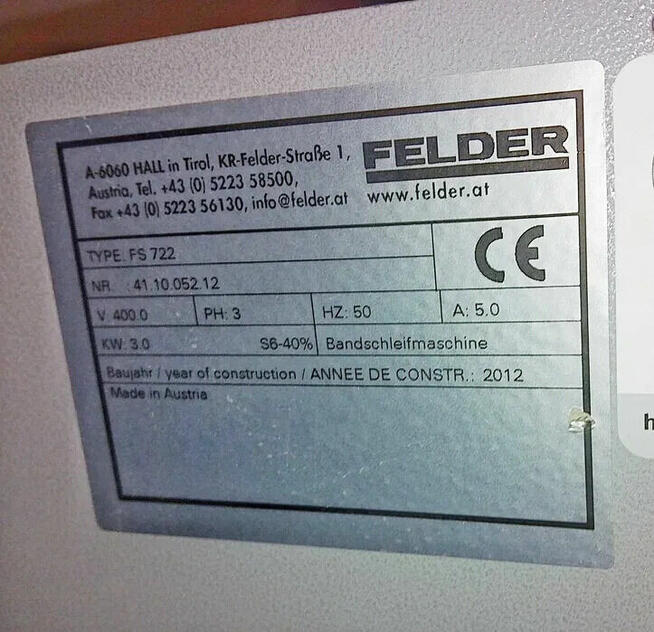 A-6060 HALL in Tirol, KR-Felder-Straße 1,
Austria, Tel. +43 (0) 5223 58500,
Fax +43 (0) 5223 56130, info@felder.at
FELDER
www.felder.at
TYPE: FS 722
CE
NR. : 41.10.052.12
V: 400.0 PH: 3 HZ: 50 A: 5.0
KW: 3.0 S6-40% Bandschleifmaschine
Baujahr / year of construction / ANNEE DE CONSTR.: 2012
Made in Austria
h